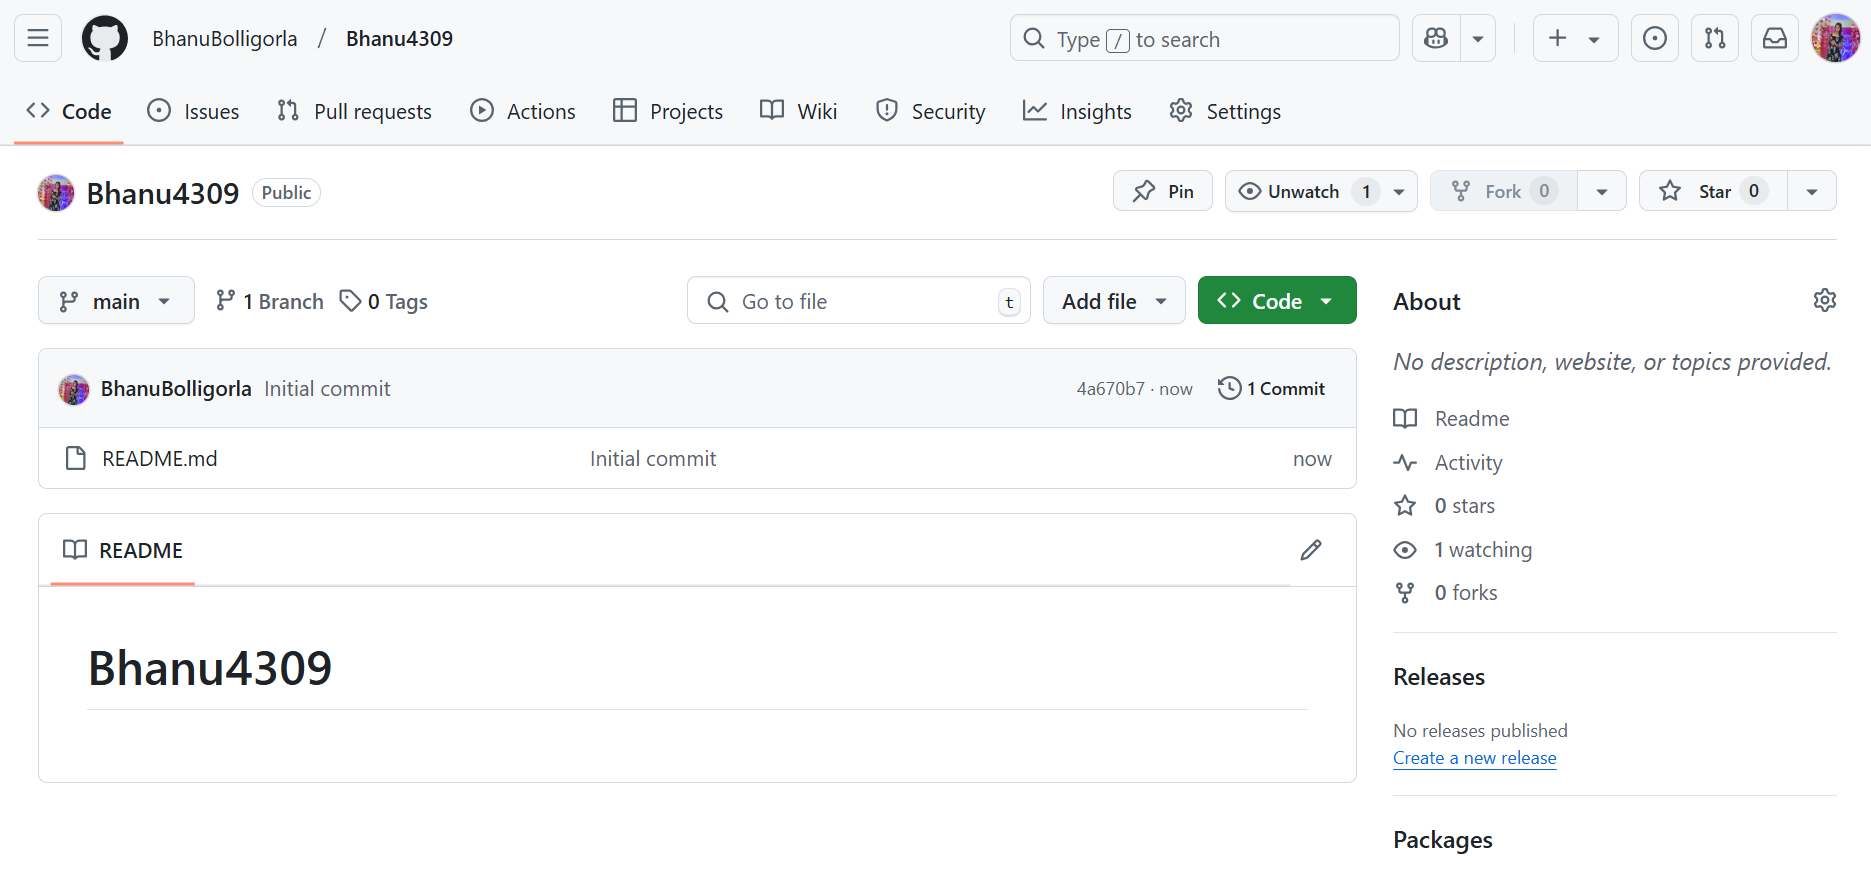 BhanuBolligorla / Bhanu4309
Type / to search
Code Issues Pull requests Actions Projects Wiki Security Insights Settings
Bhanu4309 Public
Pin Unwatch 1 Fork 0 Star 0
main 1 Branch 0 Tags
Go to file t
Add file
Code
BhanuBolligorla Initial commit 4a670b7 · now 1 Commit
README.md Initial commit now
README
Bhanu4309
About
No description, website, or topics provided.
Readme
Activity
0 stars
1 watching
0 forks
Releases
No releases published
Create a new release
Packages